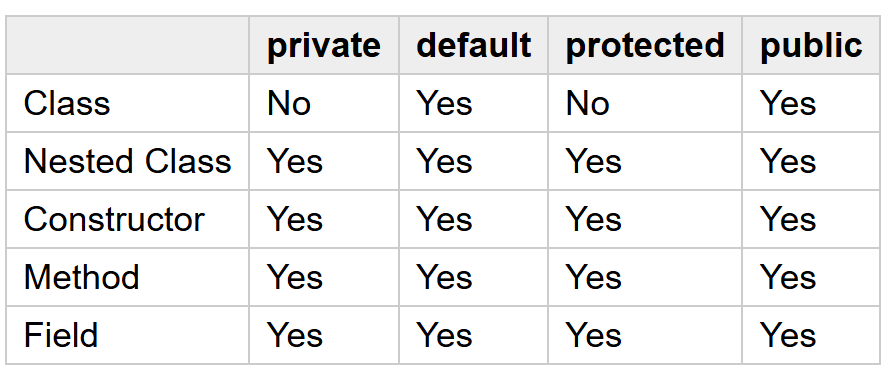 private default protected public
Class No Yes No Yes
Nested Class Yes Yes Yes Yes
Constructor Yes Yes Yes Yes
Method Yes Yes Yes Yes
Field Yes Yes Yes Yes